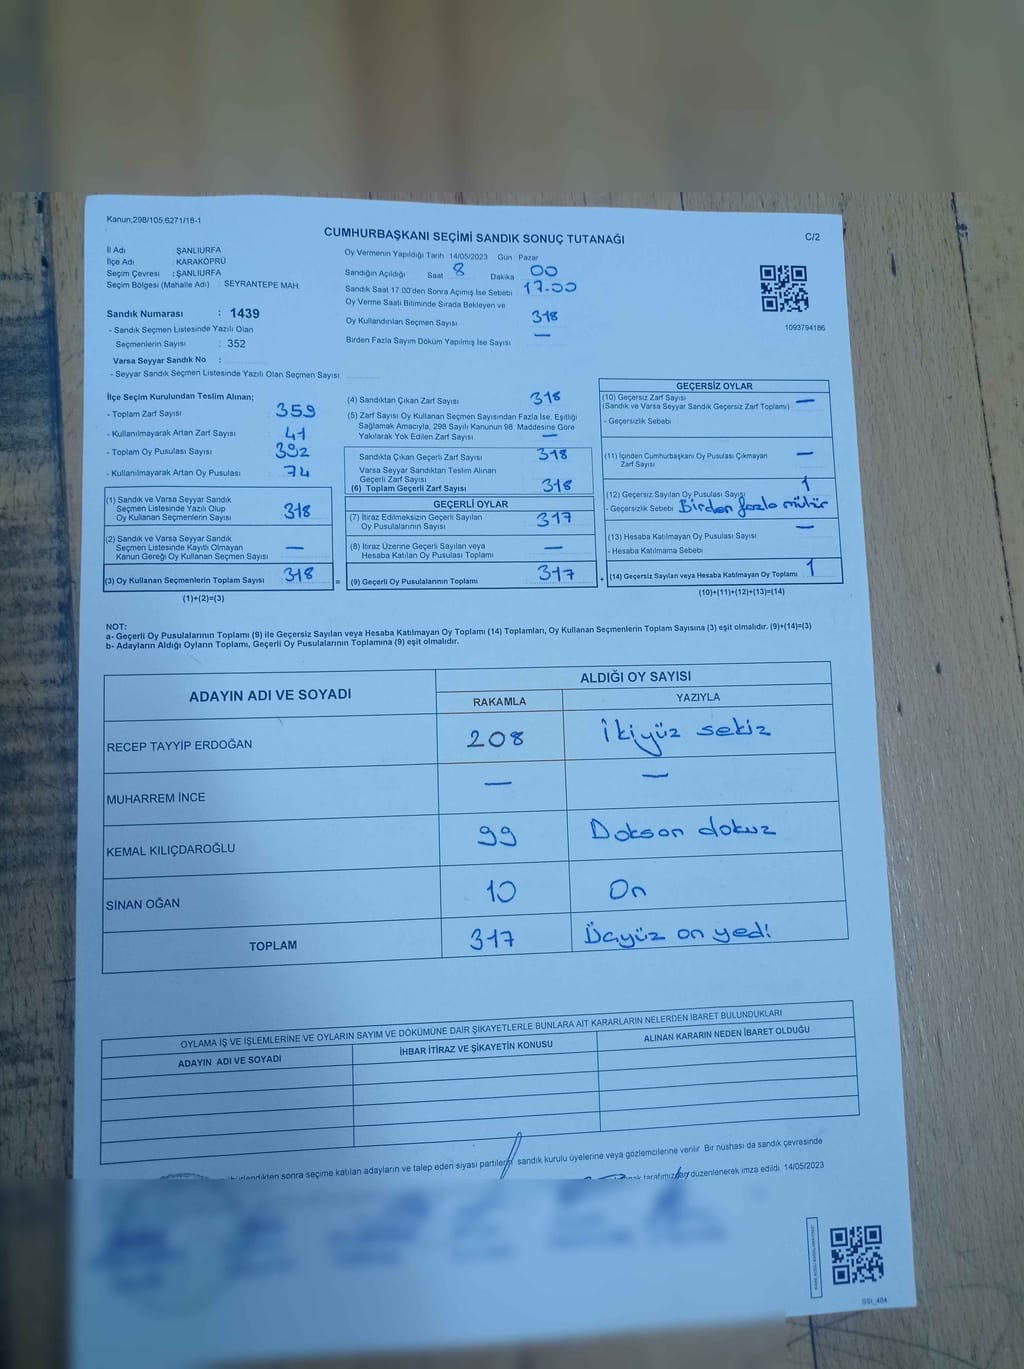 Kanun;298/105,6271/18-1
CUMHURBAŞKANI SEÇİMİ SANDIK SONUÇ TUTANAĞI
C/2
İl Adı : ŞANLIURFA
İlçe Adı : KARAKÖPRÜ
Seçim Çevresi : ŞANLIURFA
Seçim Bölgesi (Mahalle Adı) : SEYRANTEPE MAH.
Sandık Numarası : 1439
- Sandık Seçmen Listesinde Yazılı Olan
Seçmenlerin Sayısı : 352
Varsa Seyyar Sandık No :
- Seyyar Sandık Seçmen Listesinde Yazılı Olan Seçmen Sayısı
Oy Vermenin Yapıldığı Tarih 14/05/2023 Gün Pazar
Sandığın Açıldığı Saat 8 Dakika 00
Sandık Saat 17.00'den Sonra Açımış İse Sebebi 17.00
Oy Verme Saati Bitiminde Sırada Bekleyen ve
Oy Kullandırılan Seçmen Sayısı 318
Birden Fazla Sayım Döküm Yapılmış İse Sayısı —
1093794186
İlçe Seçim Kurulundan Teslim Alınan;
- Toplam Zarf Sayısı 359
- Kullanılmayarak Artan Zarf Sayısı 41
- Toplam Oy Pusulası Sayısı 392
- Kullanılmayarak Artan Oy Pusulası 74
(1) Sandık ve Varsa Seyyar Sandık
Seçmen Listesinde Yazılı Olup
Oy Kullanan Seçmenlerin Sayısı 318
(2) Sandık ve Varsa Seyyar Sandık
Seçmen Listesinde Kayıtlı Olmayan
Kanun Gereği Oy Kullanan Seçmen Sayısı —
(3) Oy Kullanan Seçmenlerin Toplam Sayısı 318 =
(1)+(2)=(3)
(4) Sandıktan Çıkan Zarf Sayısı 318
(5) Zarf Sayısı Oy Kullanan Seçmen Sayısından Fazla İse, Eşitliği
Sağlamak Amacıyla, 298 Sayılı Kanunun 98. Maddesine Göre
Yakılarak Yok Edilen Zarf Sayısı —
Sandıkta Çıkan Geçerli Zarf Sayısı 318
Varsa Seyyar Sandıktan Teslim Alınan
Geçerli Zarf Sayısı
(6) Toplam Geçerli Zarf Sayısı 318
GEÇERLİ OYLAR
(7) İtiraz Edilmeksizin Geçerli Sayılan
Oy Pusulalarının Sayısı 317
(8) İtiraz Üzerine Geçerli Sayılan veya
Hesaba Katılan Oy Pusulası Toplamı —
(9) Geçerli Oy Pusulalarının Toplamı 317 +
GEÇERSİZ OYLAR
(10) Geçersiz Zarf Sayısı
(Sandık ve Varsa Seyyar Sandık Geçersiz Zarf Toplamı) —
- Geçersizlik Sebebi
(11) İçinden Cumhurbaşkanı Oy Pusulası Çıkmayan
Zarf Sayısı —
(12) Geçersiz Sayılan Oy Pusulası Sayısı 1
- Geçersizlik Sebebi Birden fazla mühür
(13) Hesaba Katılmayan Oy Pusulası Sayısı —
- Hesaba Katılmama Sebebi
(14) Geçersiz Sayılan veya Hesaba Katılmayan Oy Toplamı 1
(10)+(11)+(12)+(13)=(14)
NOT:
a- Geçerli Oy Pusulalarının Toplamı (9) ile Geçersiz Sayılan veya Hesaba Katılmayan Oy Toplamı (14) Toplamları, Oy Kullanan Seçmenlerin Toplam Sayısına (3) eşit olmalıdır. (9)+(14)=(3)
b- Adayların Aldığı Oyların Toplamı, Geçerli Oy Pusulalarının Toplamına (9) eşit olmalıdır.
ADAYIN ADI VE SOYADI
ALDIĞI OY SAYISI
RAKAMLA YAZIYLA
RECEP TAYYİP ERDOĞAN 208 İkiyüz sekiz
MUHARREM İNCE — —
KEMAL KILIÇDAROĞLU 99 Dokson dokuz
SİNAN OĞAN 10 On
TOPLAM 317 Üçyüz on yedi
OYLAMA İŞ VE İŞLEMLERİNE VE OYLARIN SAYIM VE DÖKÜMÜNE DAİR ŞİKAYETLERLE BUNLARA AİT KARARLARIN NELERDEN İBARET BULUNDUKLARI
ADAYIN ADI VE SOYADI İHBAR İTİRAZ VE ŞİKAYETİN KONUSU ALINAN KARARIN NEDEN İBARET OLDUĞU
sonra seçime katılan adayların ve talep eden siyasi partilerin sandık kurulu üyelerine veya gözlemcilerine verilir. Bir nüshası da sandık çevresinde
tarafımızdan düzenlenerek imza edildi. 14/05/2023
SSI_404